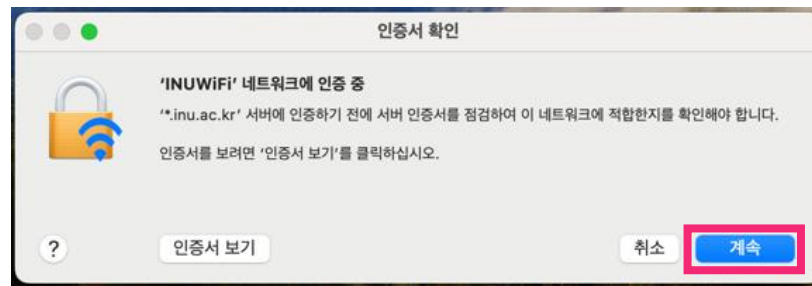 인증서 확인
'INUWiFi' 네트워크에 인증 중
'*.inu.ac.kr' 서버에 인증하기 전에 서버 인증서를 점검하여 이 네트워크에 적합한지를 확인해야 합니다.
인증서를 보려면 '인증서 보기'를 클릭하십시오.
? 인증서 보기 취소 계속